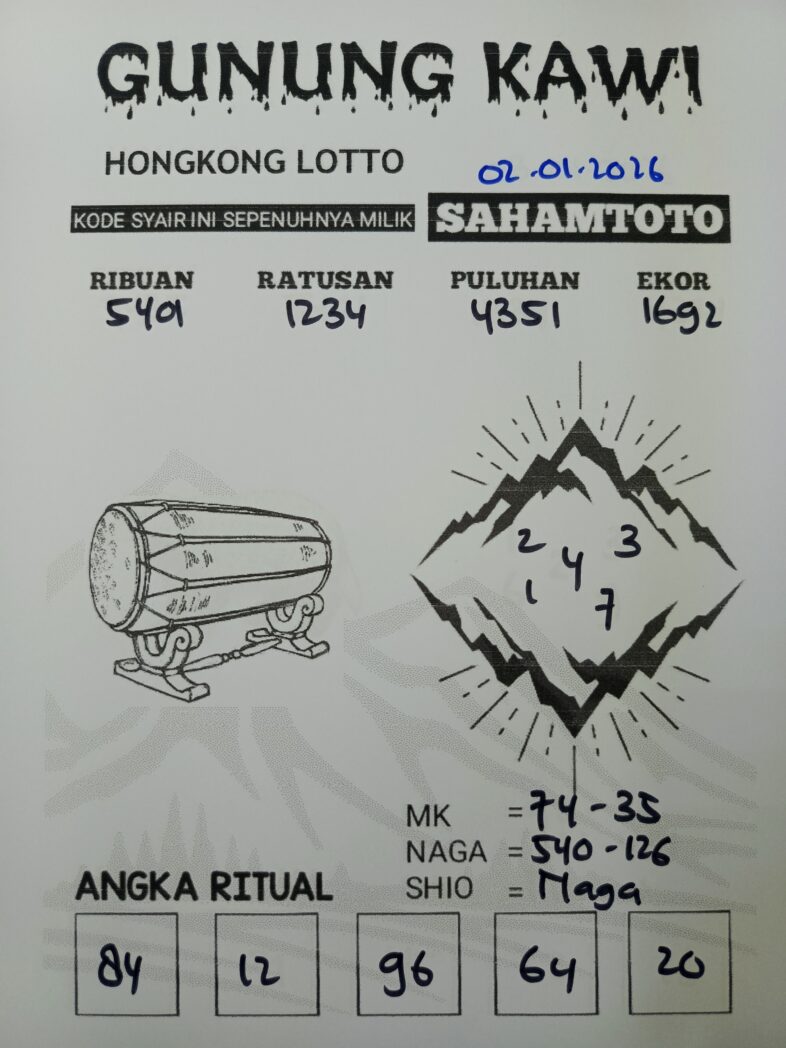 GUNUNG KAWI
HONGKONG LOTTO 02.01.2026
KODE SYAIR INI SEPENUHNYA MILIK SAHAMTOTO
RIBUAN RATUSAN PULUHAN EKOR
5401 1234 4351 1692
2 4 3
1 7
MK = 74 - 35
NAGA = 540 - 126
SHIO = Naga
ANGKA RITUAL
84 12 96 64 20